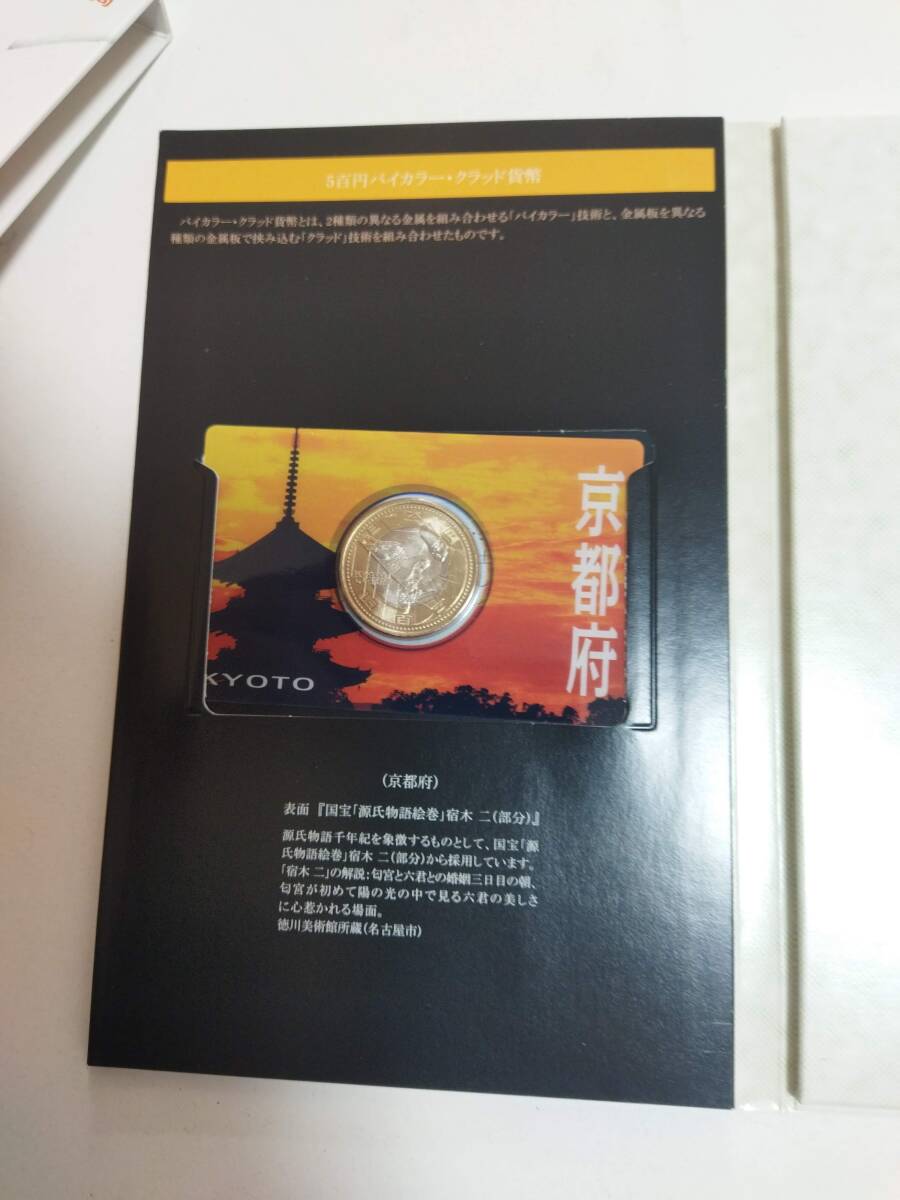 5百円バイカラー・クラッド貨幣
バイカラー・クラッド貨幣とは、2種類の異なる金属を組み合わせる「バイカラー」技術と、金属板を異なる
種類の金属板で挟み込む「クラッド」技術を組み合わせたものです。
京都府
KYOTO
(京都府)
表面 『国宝「源氏物語絵巻」宿木 二(部分)』
源氏物語千年紀を象徴するものとして、国宝「源
氏物語絵巻」宿木 二(部分)から採用しています。
「宿木 二」の解説;匂宮と六君との婚姻三日目の朝、
匂宮が初めて陽の光の中で見る六君の美しさ
に心惹かれる場面。
徳川美術館所蔵(名古屋市)